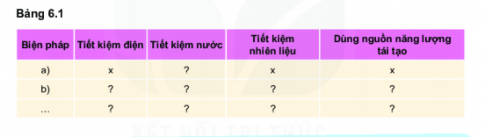 Bảng 6.1
Biện pháp Tiết kiệm điện Tiết kiệm nước Tiết kiệm nhiên liệu Dùng nguồn năng lượng tái tạo
a) x ? x x
b) ? ? ? ?
... ? ? ? ?